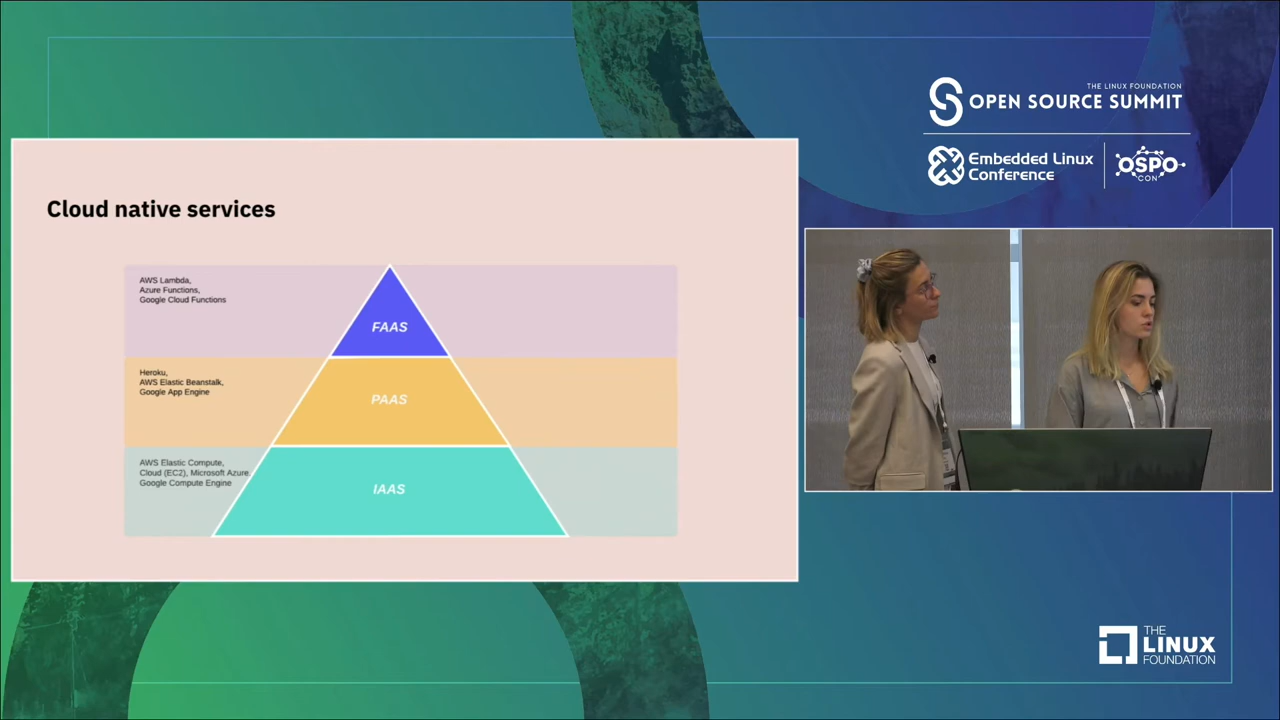 THE LINUX FOUNDATION
OPEN SOURCE SUMMIT
Embedded Linux
Conference
OSPO
CON
Cloud native services
AWS Lambda,
Azure Functions,
Google Cloud Functions
FAAS
Heroku,
AWS Elastic Beanstalk,
Google App Engine
PAAS
AWS Elastic Compute,
Cloud (EC2), Microsoft Azure,
Google Compute Engine
IAAS
THE
LINUX
FOUNDATION